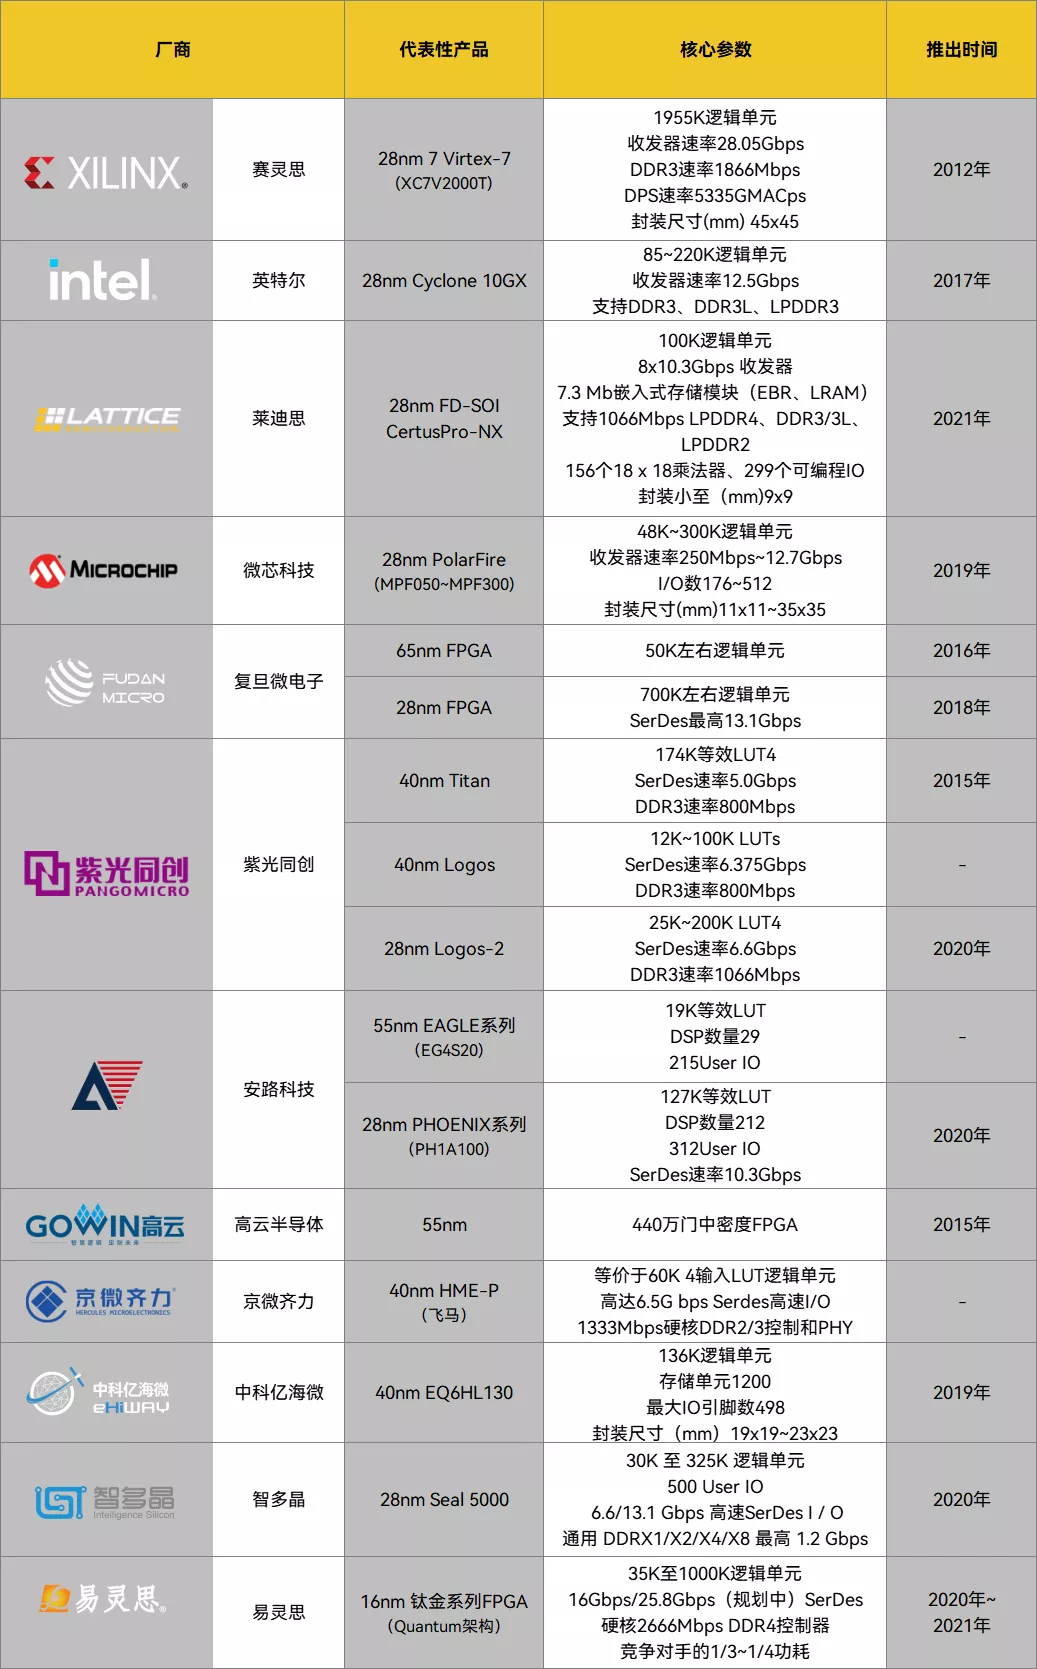 厂商
代表性产品
核心参数
推出时间
XILINX
赛灵思
28nm 7 Virtex-7
(XC7V2000T)
1955K逻辑单元
收发器速率28.05Gbps
DDR3速率1866Mbps
DPS速率5335GMACps
封装尺寸(mm) 45x45
2012年
intel
英特尔
28nm Cyclone 10GX
85~220K逻辑单元
收发器速率12.5Gbps
支持DDR3、DDR3L、LPDDR3
2017年
LATTICE
莱迪思
28nm FD-SOI
CertusPro-NX
100K逻辑单元
8x10.3Gbps 收发器
7.3 Mb嵌入式存储模块（EBR、LRAM）
支持1066Mbps LPDDR4、DDR3/3L、
LPDDR2
156个18 x 18乘法器、299个可编程IO
封装小至（mm)9x9
2021年
MICROCHIP
微芯科技
28nm PolarFire
(MPF050~MPF300)
48K~300K逻辑单元
收发器速率250Mbps~12.7Gbps
I/O数176~512
封装尺寸(mm)11x11~35x35
2019年
FUDAN
MICRO
复旦微电子
65nm FPGA
50K左右逻辑单元
2016年
28nm FPGA
700K左右逻辑单元
SerDes最高13.1Gbps
2018年
紫光同创
PANGOMICRO
紫光同创
40nm Titan
174K等效LUT4
SerDes速率5.0Gbps
DDR3速率800Mbps
2015年
40nm Logos
12K~100K LUTs
SerDes速率6.375Gbps
DDR3速率800Mbps
-
28nm Logos-2
25K~200K LUT4
SerDes速率6.6Gbps
DDR3速率1066Mbps
2020年
安路科技
55nm EAGLE系列
(EG4S20)
19K等效LUT
DSP数量29
215User IO
-
28nm PHOENIX系列
(PH1A100)
127K等效LUT
DSP数量212
312User IO
SerDes速率10.3Gbps
2020年
GOWIN高云
高云半导体
55nm
440万门中密度FPGA
2015年
京微齐力
HERCULES MICROELECTRONICS
京微齐力
40nm HME-P
（飞马）
等价于60K 4输入LUT逻辑单元
高达6.5G bps Serdes高速I/O
1333Mbps硬核DDR2/3控制和PHY
-
中科亿海微
eHiWAY
中科亿海微
40nm EQ6HL130
136K逻辑单元
存储单元1200
最大IO引脚数498
封装尺寸（mm）19x19~23x23
2019年
智多晶
Intelligence Silicon
智多晶
28nm Seal 5000
30K 至 325K 逻辑单元
500 User IO
6.6/13.1 Gbps 高速SerDes I / O
通用 DDRX1/X2/X4/X8 最高 1.2 Gbps
2020年
易灵思
易灵思
16nm 钛金系列FPGA
(Quantum架构)
35K至1000K逻辑单元
16Gbps/25.8Gbps（规划中）SerDes
硬核2666Mbps DDR4控制器
竞争对手的1/3~1/4功耗
2020年~
2021年